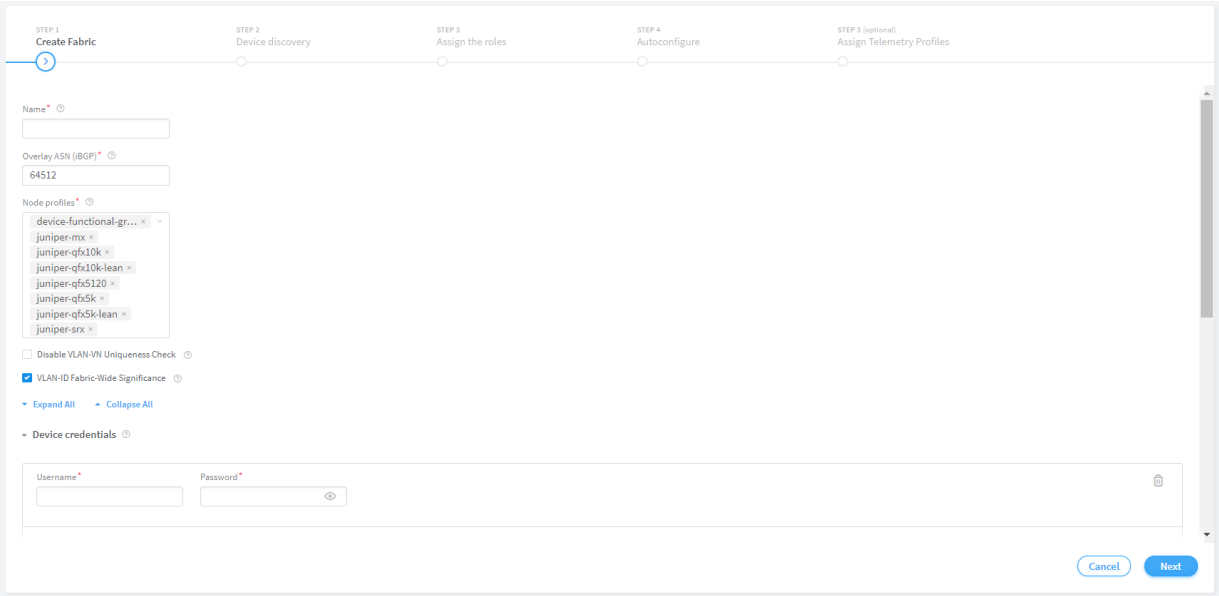 STEP 1
Create Fabric
STEP 2
Device discovery
STEP 3
Assign the roles
STEP 4
Autoconfigure
STEP 5 (optional)
Assign Telemetry Profiles
Name*
Overlay ASN (iBGP)*
64512
Node profiles*
device-functional-gr... ×
juniper-mx ×
juniper-qfx10k ×
juniper-qfx10k-lean ×
juniper-qfx5120 ×
juniper-qfx5k ×
juniper-qfx5k-lean ×
juniper-srx ×
Disable VLAN-VN Uniqueness Check
VLAN-ID Fabric-Wide Significance
Expand All Collapse All
Device credentials
Username* Password*
Cancel Next